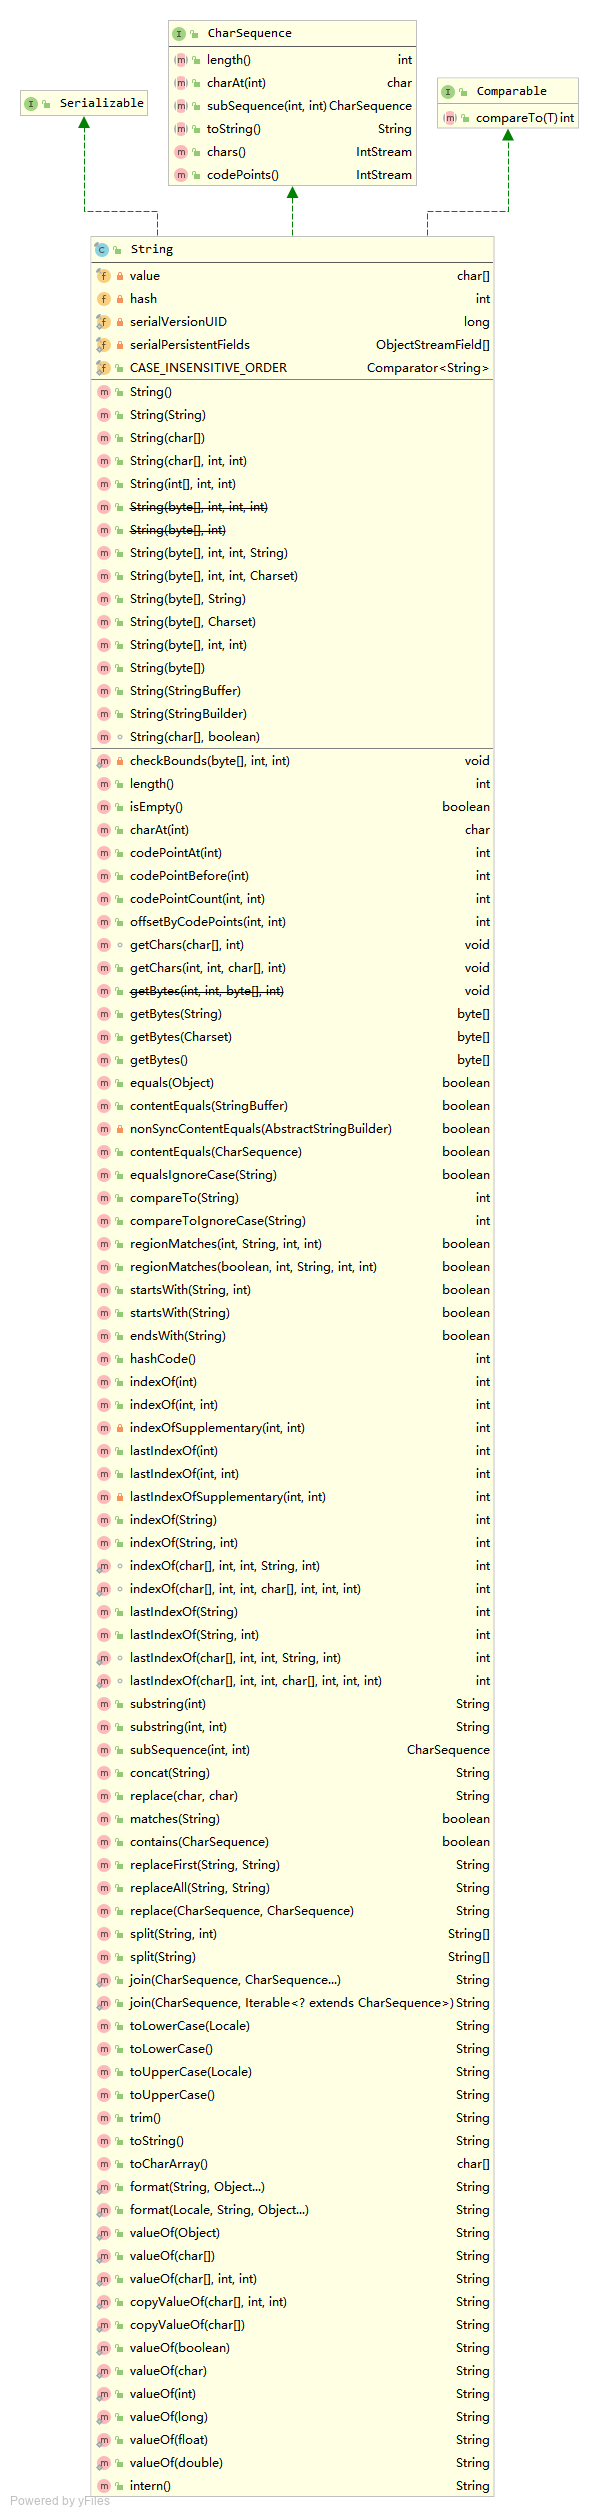 CharSequence
length() int
charAt(int) char
subSequence(int, int) CharSequence
toString() String
chars() IntStream
codePoints() IntStream
Serializable
Comparable
compareTo(T) int
String
value char[]
hash int
serialVersionUID long
serialPersistentFields ObjectStreamField[]
CASE_INSENSITIVE_ORDER Comparator<String>
String()
String(String)
String(char[])
String(char[], int, int)
String(int[], int, int)
String(byte[], int, int, int)
String(byte[], int)
String(byte[], int, int, String)
String(byte[], int, int, Charset)
String(byte[], String)
String(byte[], Charset)
String(byte[], int, int)
String(byte[])
String(StringBuffer)
String(StringBuilder)
String(char[], boolean)
checkBounds(byte[], int, int) void
length() int
isEmpty() boolean
charAt(int) char
codePointAt(int) int
codePointBefore(int) int
codePointCount(int, int) int
offsetByCodePoints(int, int) int
getChars(char[], int) void
getChars(int, int, char[], int) void
getBytes(int, int, byte[], int) void
getBytes(String) byte[]
getBytes(Charset) byte[]
getBytes() byte[]
equals(Object) boolean
contentEquals(StringBuffer) boolean
nonSyncContentEquals(AbstractStringBuilder) boolean
contentEquals(CharSequence) boolean
equalsIgnoreCase(String) boolean
compareTo(String) int
compareToIgnoreCase(String) int
regionMatches(int, String, int, int) boolean
regionMatches(boolean, int, String, int, int) boolean
startsWith(String, int) boolean
startsWith(String) boolean
endsWith(String) boolean
hashCode() int
indexOf(int) int
indexOf(int, int) int
indexOfSupplementary(int, int) int
lastIndexOf(int) int
lastIndexOf(int, int) int
lastIndexOfSupplementary(int, int) int
indexOf(String) int
indexOf(String, int) int
indexOf(char[], int, int, String, int) int
indexOf(char[], int, int, char[], int, int, int) int
lastIndexOf(String) int
lastIndexOf(String, int) int
lastIndexOf(char[], int, int, String, int) int
lastIndexOf(char[], int, int, char[], int, int, int) int
substring(int) String
substring(int, int) String
subSequence(int, int) CharSequence
concat(String) String
replace(char, char) String
matches(String) boolean
contains(CharSequence) boolean
replaceFirst(String, String) String
replaceAll(String, String) String
replace(CharSequence, CharSequence) String
split(String, int) String[]
split(String) String[]
join(CharSequence, CharSequence...) String
join(CharSequence, Iterable<? extends CharSequence>) String
toLowerCase(Locale) String
toLowerCase() String
toUpperCase(Locale) String
toUpperCase() String
trim() String
toString() String
toCharArray() char[]
format(String, Object...) String
format(Locale, String, Object...) String
valueOf(Object) String
valueOf(char[]) String
valueOf(char[], int, int) String
copyValueOf(char[], int, int) String
copyValueOf(char[]) String
valueOf(boolean) String
valueOf(char) String
valueOf(int) String
valueOf(long) String
valueOf(float) String
valueOf(double) String
intern() String
Powered by yFiles